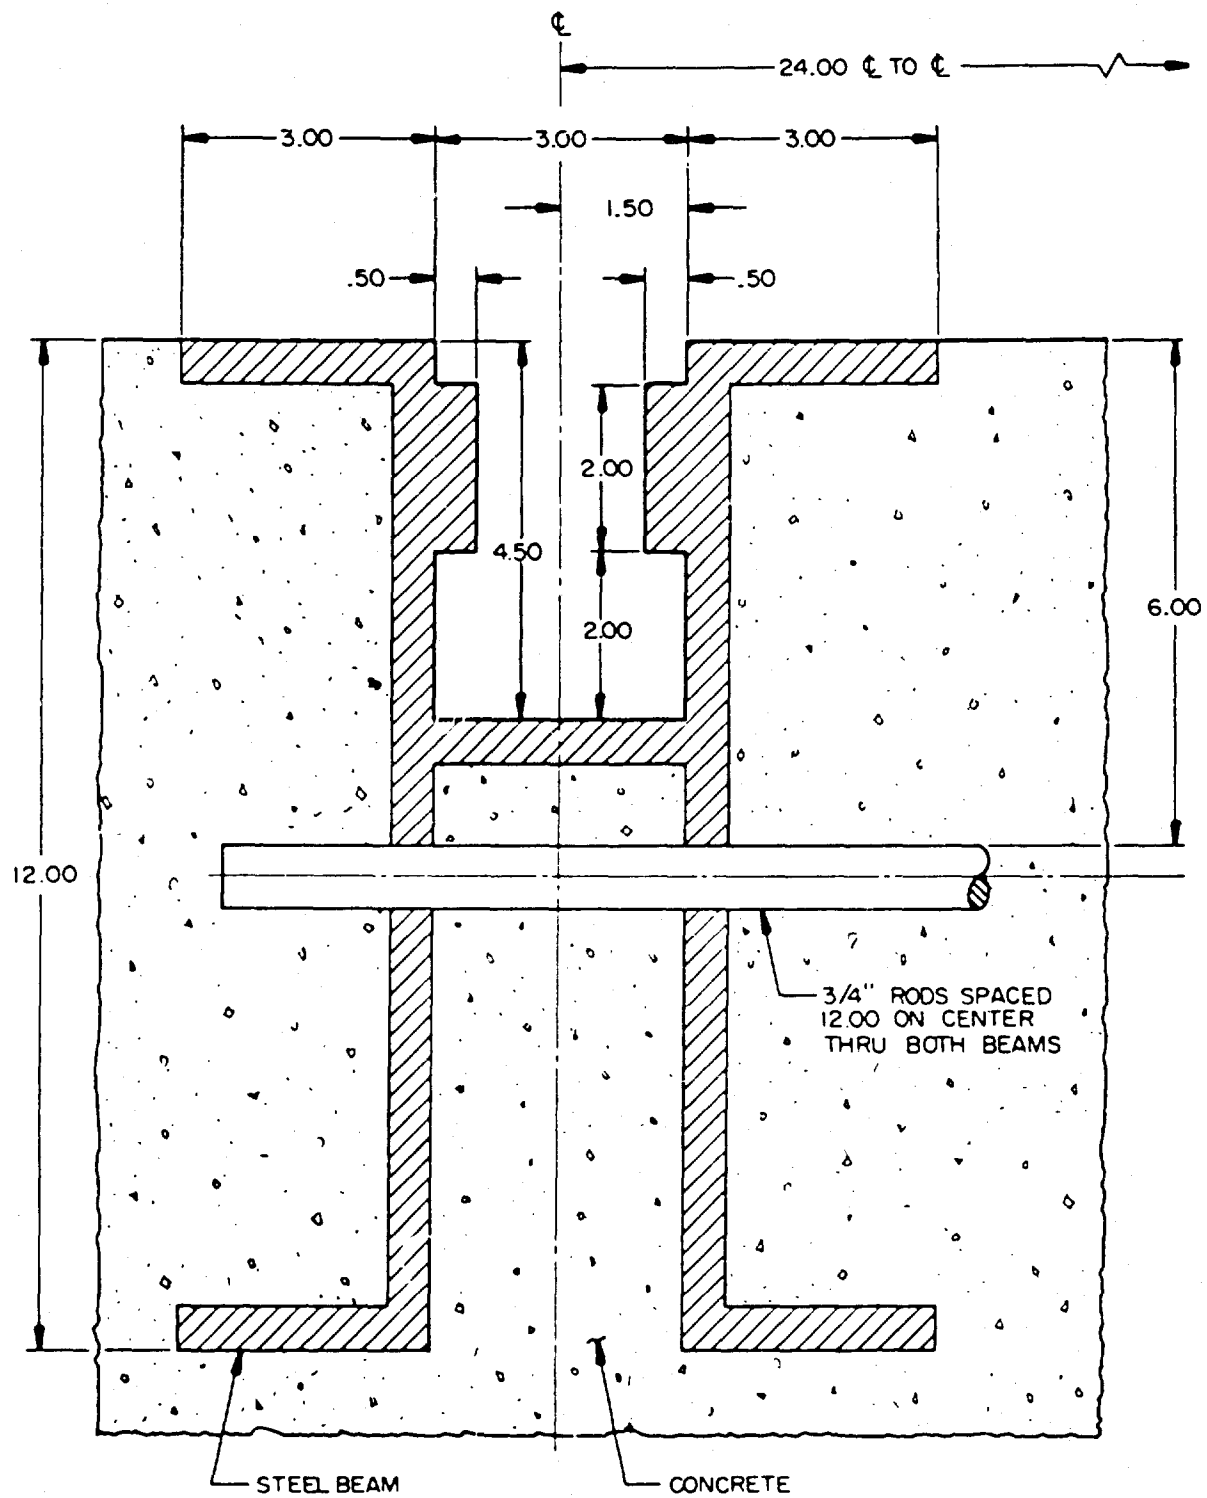 ℄
24.00 ℄ TO ℄
3.00 3.00 3.00
1.50
.50 .50
2.00
4.50
6.00
2.00
12.00
3/4" RODS SPACED
12.00 ON CENTER
THRU BOTH BEAMS
STEEL BEAM
CONCRETE